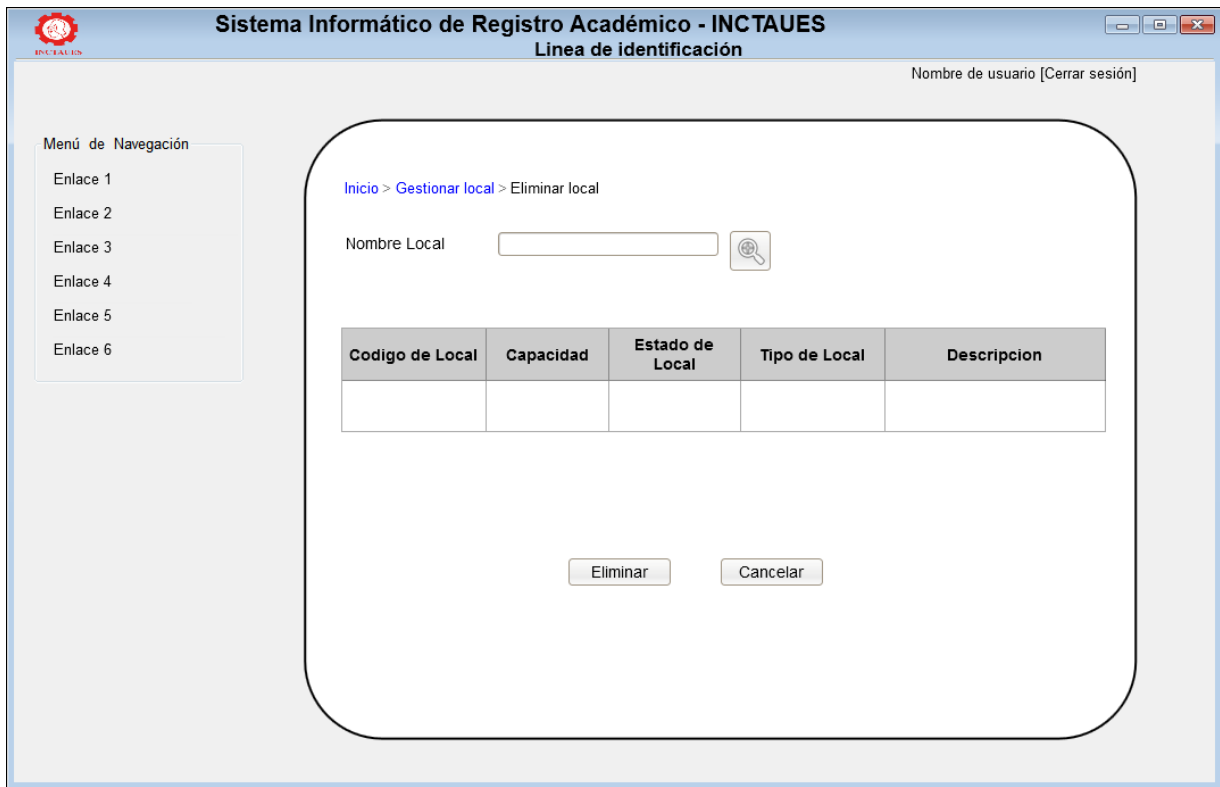 Sistema Informático de Registro Académico - INCTAUES
Linea de identificación
INCTAUES
Nombre de usuario [Cerrar sesión]
Menú de Navegación
Enlace 1
Enlace 2
Enlace 3
Enlace 4
Enlace 5
Enlace 6
Inicio > Gestionar local > Eliminar local
Nombre Local
Codigo de Local Capacidad Estado de Local Tipo de Local Descripcion
Eliminar Cancelar